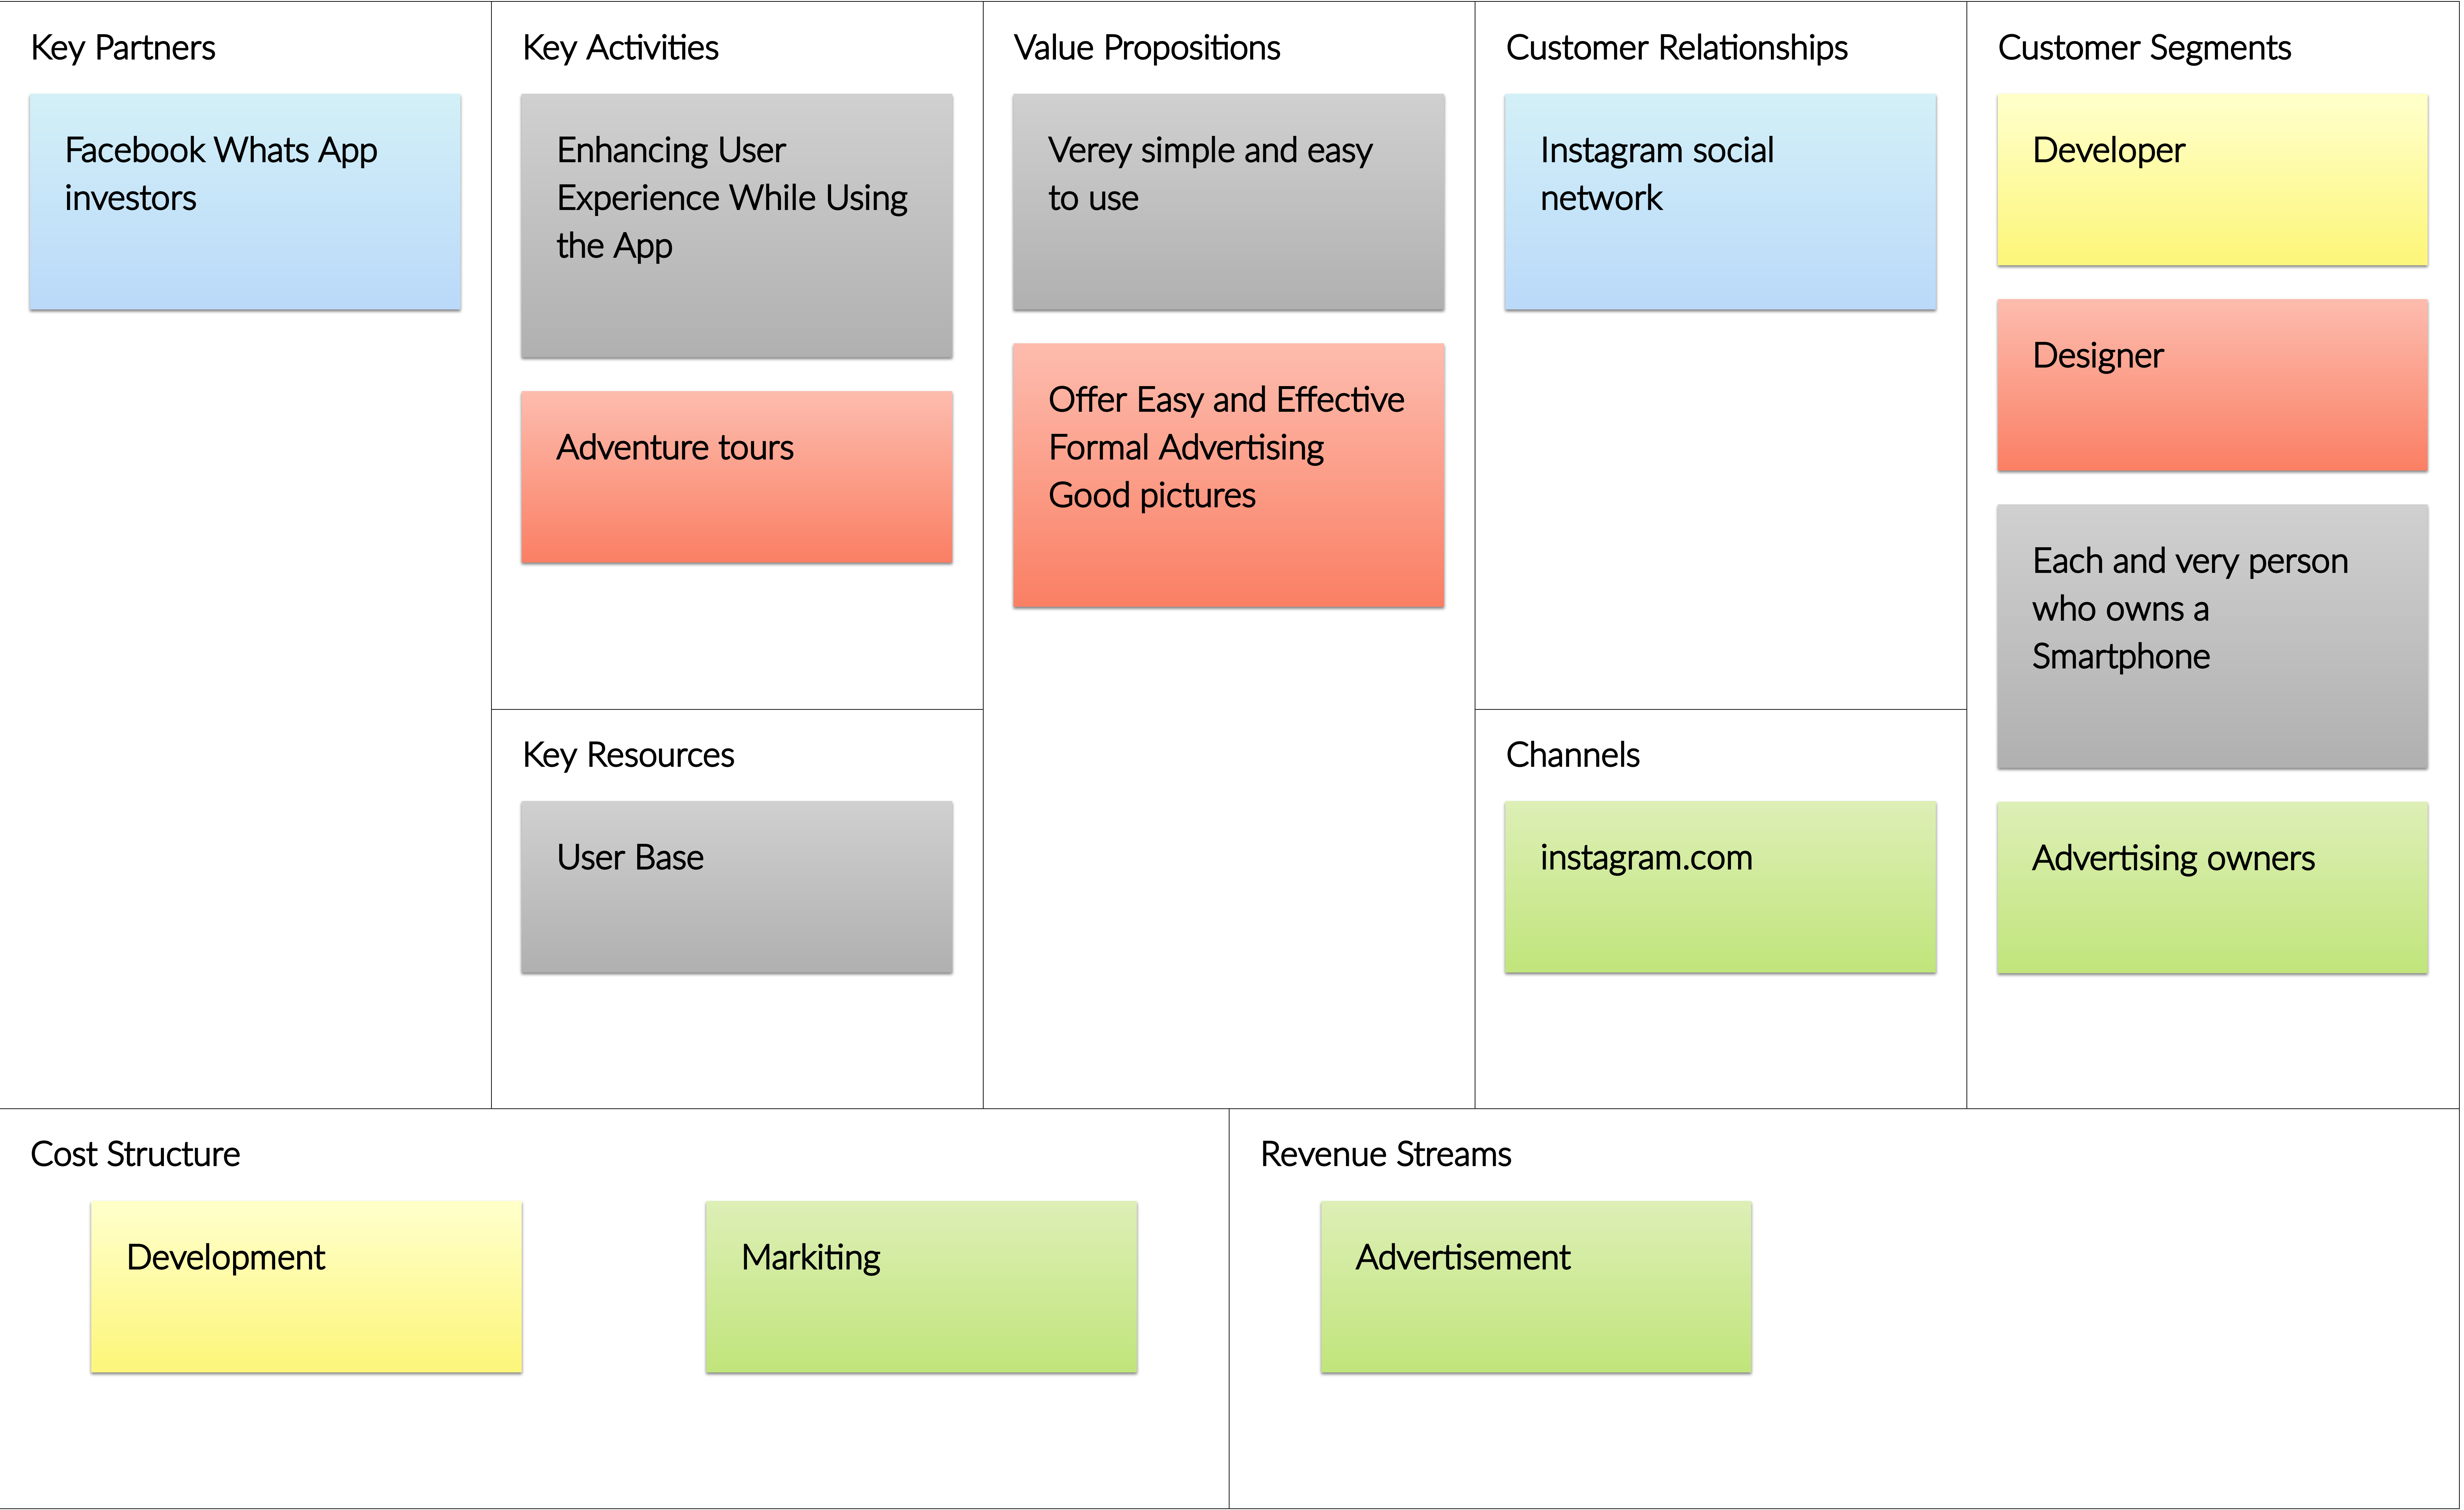 Key Partners
Facebook Whats App
investors
Key Activities
Enhancing User
Experience While Using
the App
Adventure tours
Key Resources
User Base
Value Propositions
Verey simple and easy
to use
Offer Easy and Effective
Formal Advertising
Good pictures
Customer Relationships
Instagram social
network
Channels
instagram.com
Customer Segments
Developer
Designer
Each and very person
who owns a
Smartphone
Advertising owners
Cost Structure
Development
Markiting
Revenue Streams
Advertisement